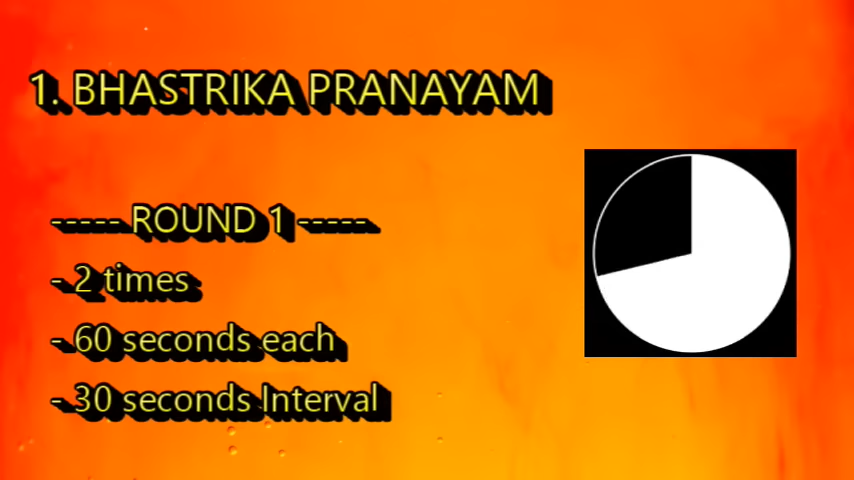 1. BHASTRIKA PRANAYAM
----- ROUND 1 -----
- 2 times
- 60 seconds each
- 30 seconds Interval